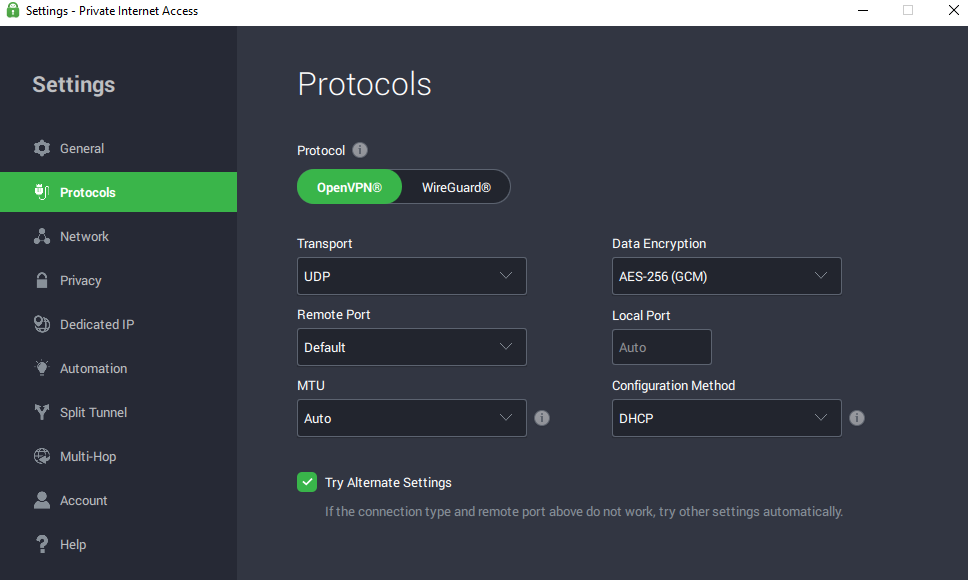 Settings - Private Internet Access
Settings
General
Protocols
Network
Privacy
Dedicated IP
Automation
Split Tunnel
Multi-Hop
Account
Help
Protocols
Protocol
OpenVPN® WireGuard®
Transport Data Encryption
UDP AES-256 (GCM)
Remote Port Local Port
Default Auto
MTU Configuration Method
Auto DHCP
Try Alternate Settings
If the connection type and remote port above do not work, try other settings automatically.